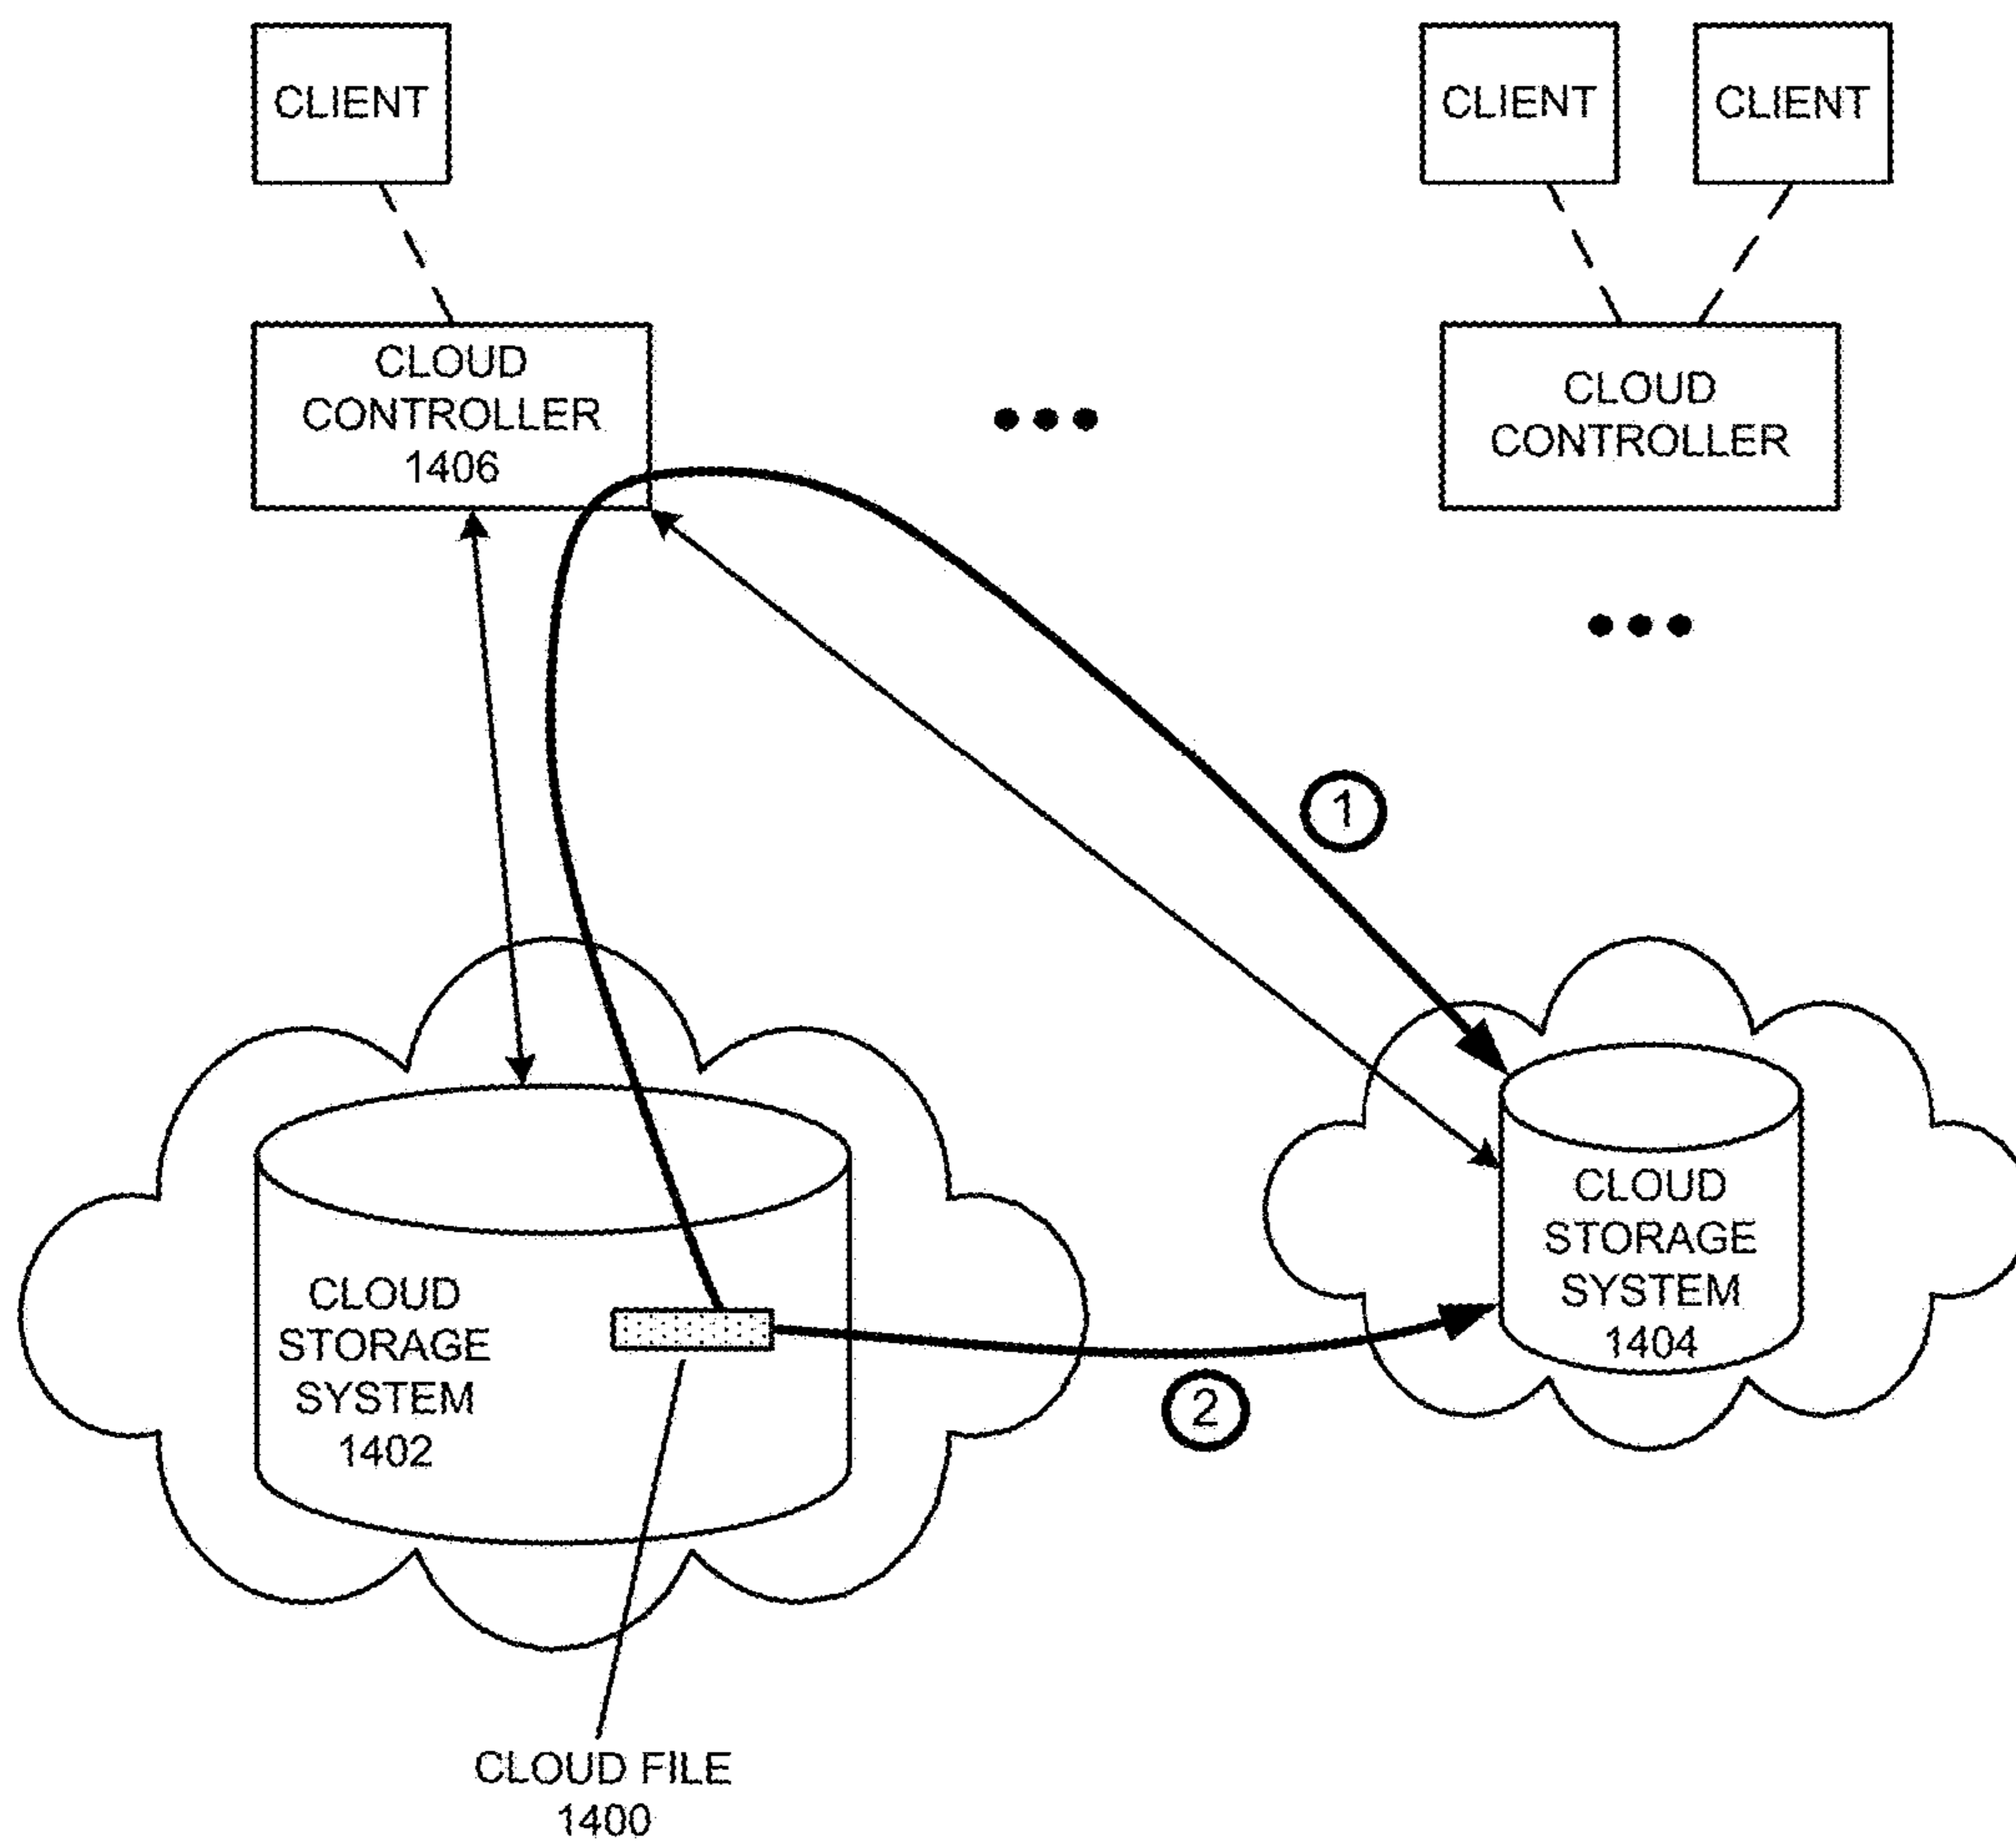 CLIENT
CLIENT
CLIENT
CLOUD
CONTROLLER
1406
CLOUD
CONTROLLER
1
CLOUD
STORAGE
SYSTEM
1404
CLOUD
STORAGE
SYSTEM
1402
2
CLOUD FILE
1400